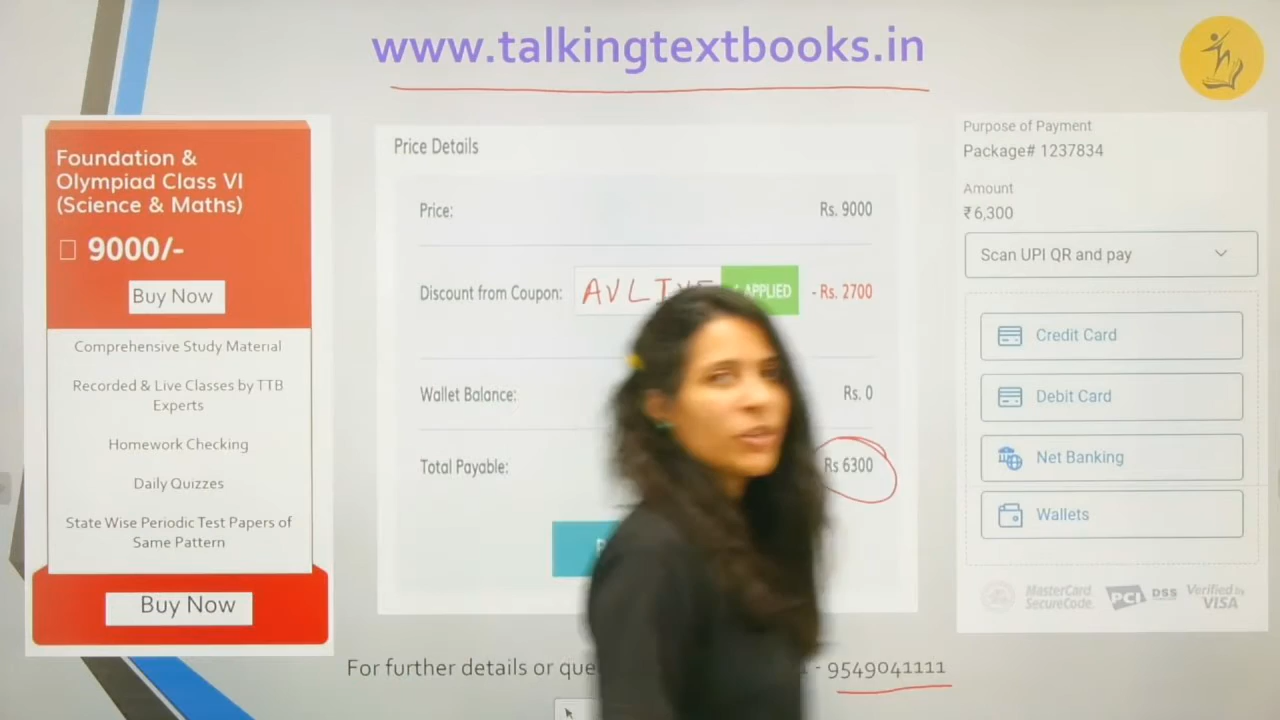 www.talkingtextbooks.in
Foundation &
Olympiad Class VI
(Science & Maths)
9000/-
Buy Now
Comprehensive Study Material
Recorded & Live Classes by TTB
Experts
Homework Checking
Daily Quizzes
State Wise Periodic Test Papers of
Same Pattern
Buy Now
Price Details
Price: Rs. 9000
Discount from Coupon: APPLIED - Rs. 2700
Wallet Balance: Rs. 0
Total Payable: Rs 6300
Purpose of Payment
Package# 1237834
Amount
₹6,300
Scan UPI QR and pay
Credit Card
Debit Card
Net Banking
Wallets
MasterCard.
SecureCode.
PCI DSS
Verified by
VISA
For further details or - 9549041111